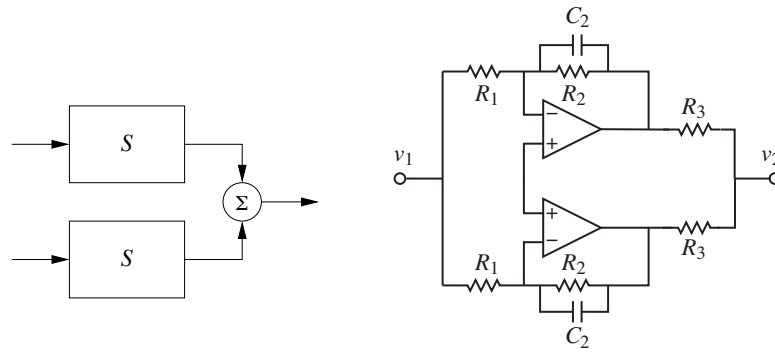 S
S
Σ
C₂
R₁
R₂
R₃
−
+
v₁
v₂
+
−
R₁
R₂
R₃
C₂